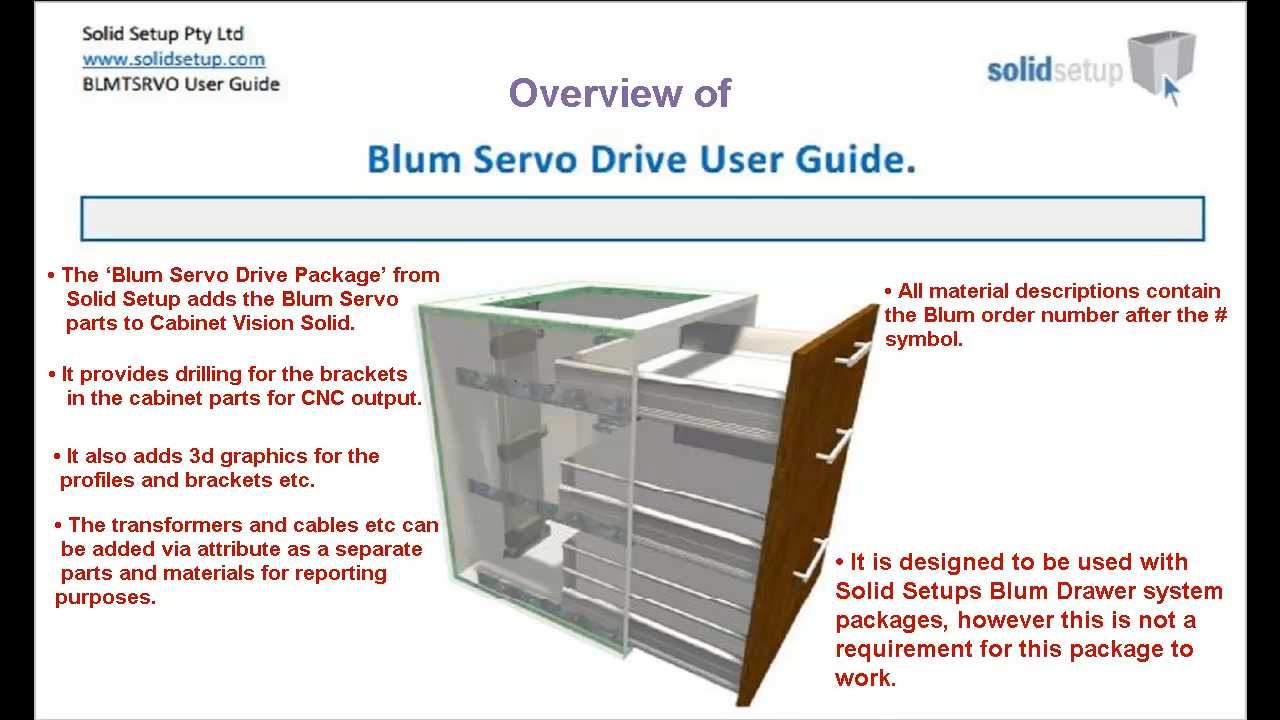 Solid Setup Pty Ltd
www.solidsetup.com
BLMTSRVO User Guide
solidsetup
Overview of
Blum Servo Drive User Guide.
• The ‘Blum Servo Drive Package’ from
Solid Setup adds the Blum Servo
parts to Cabinet Vision Solid.
• It provides drilling for the brackets
in the cabinet parts for CNC output.
• It also adds 3d graphics for the
profiles and brackets etc.
• The transformers and cables etc can
be added via attribute as a separate
parts and materials for reporting
purposes.
• All material descriptions contain
the Blum order number after the #
symbol.
• It is designed to be used with
Solid Setups Blum Drawer system
packages, however this is not a
requirement for this package to
work.